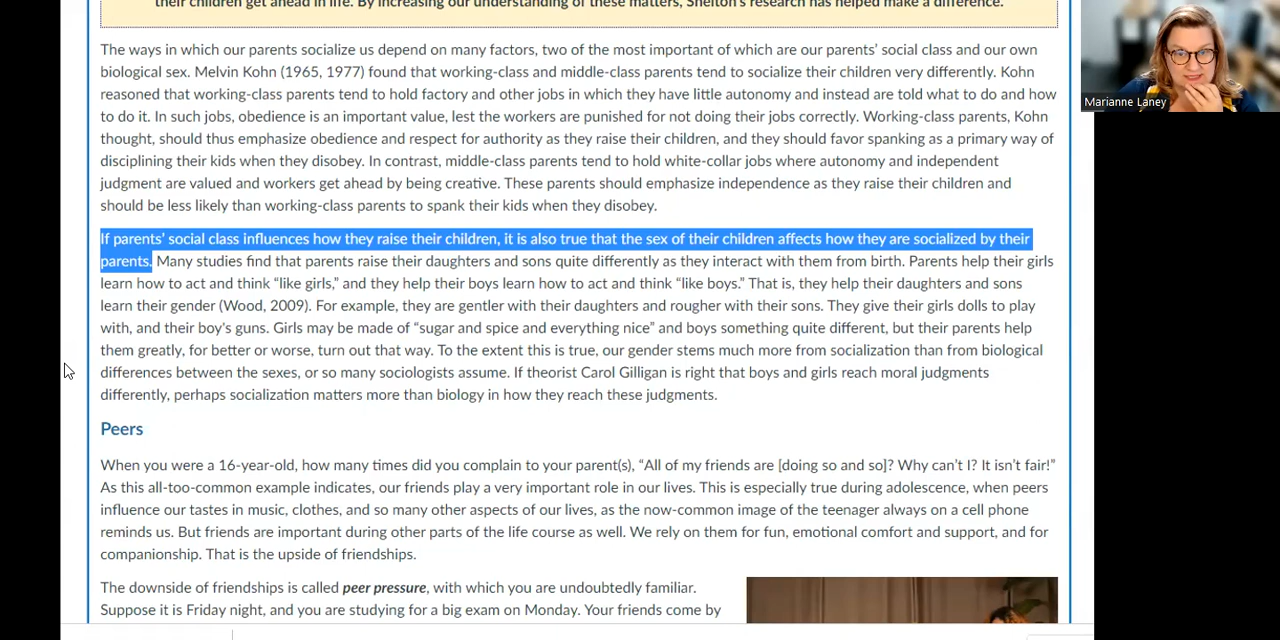 their children get ahead in life. By increasing our understanding of these matters, Shelton's research has helped make a difference.
Marianne Laney
The ways in which our parents socialize us depend on many factors, two of the most important of which are our parents' social class and our own
biological sex. Melvin Kohn (1965, 1977) found that working-class and middle-class parents tend to socialize their children very differently. Kohn
reasoned that working-class parents tend to hold factory and other jobs in which they have little autonomy and instead are told what to do and how
to do it. In such jobs, obedience is an important value, lest the workers are punished for not doing their jobs correctly. Working-class parents, Kohn
thought, should thus emphasize obedience and respect for authority as they raise their children, and they should favor spanking as a primary way of
disciplining their kids when they disobey. In contrast, middle-class parents tend to hold white-collar jobs where autonomy and independent
judgment are valued and workers get ahead by being creative. These parents should emphasize independence as they raise their children and
should be less likely than working-class parents to spank their kids when they disobey.
If parents' social class influences how they raise their children, it is also true that the sex of their children affects how they are socialized by their
parents. Many studies find that parents raise their daughters and sons quite differently as they interact with them from birth. Parents help their girls
learn how to act and think “like girls,” and they help their boys learn how to act and think “like boys.” That is, they help their daughters and sons
learn their gender (Wood, 2009). For example, they are gentler with their daughters and rougher with their sons. They give their girls dolls to play
with, and their boy's guns. Girls may be made of “sugar and spice and everything nice” and boys something quite different, but their parents help
them greatly, for better or worse, turn out that way. To the extent this is true, our gender stems much more from socialization than from biological
differences between the sexes, or so many sociologists assume. If theorist Carol Gilligan is right that boys and girls reach moral judgments
differently, perhaps socialization matters more than biology in how they reach these judgments.
Peers
When you were a 16-year-old, how many times did you complain to your parent(s), “All of my friends are [doing so and so]? Why can't I? It isn't fair!”
As this all-too-common example indicates, our friends play a very important role in our lives. This is especially true during adolescence, when peers
influence our tastes in music, clothes, and so many other aspects of our lives, as the now-common image of the teenager always on a cell phone
reminds us. But friends are important during other parts of the life course as well. We rely on them for fun, emotional comfort and support, and for
companionship. That is the upside of friendships.
The downside of friendships is called peer pressure, with which you are undoubtedly familiar.
Suppose it is Friday night, and you are studying for a big exam on Monday. Your friends come by